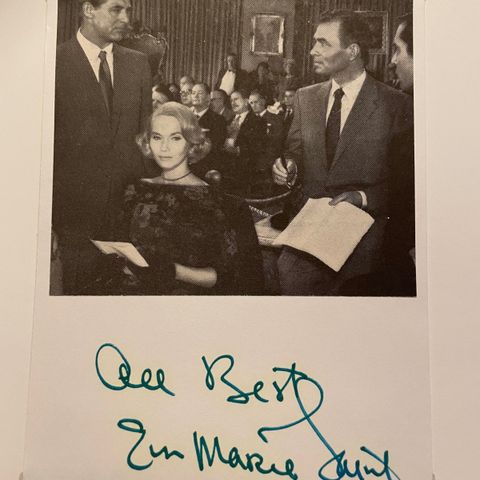 All Best,
Eva Marie Saint